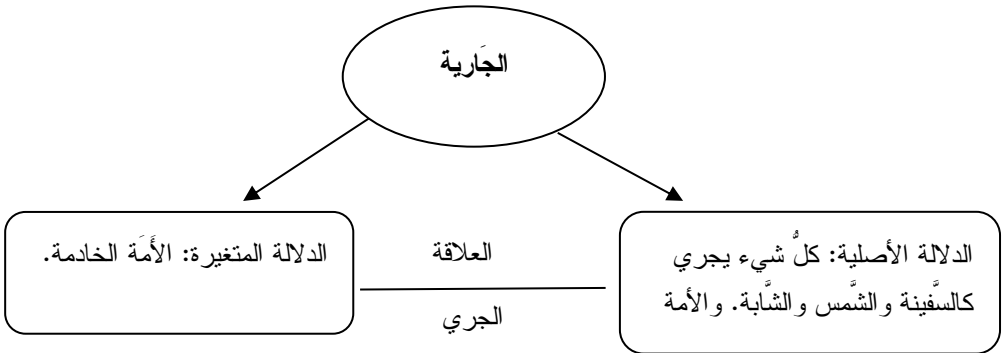 الجَارية
الدلالة الأصلية: كلُّ شيء يجري
كالسَّفينة والشَّمس والشَّابة. والأمة
العلاقة
الجري
الدلالة المتغيرة: الأَمَة الخادمة.